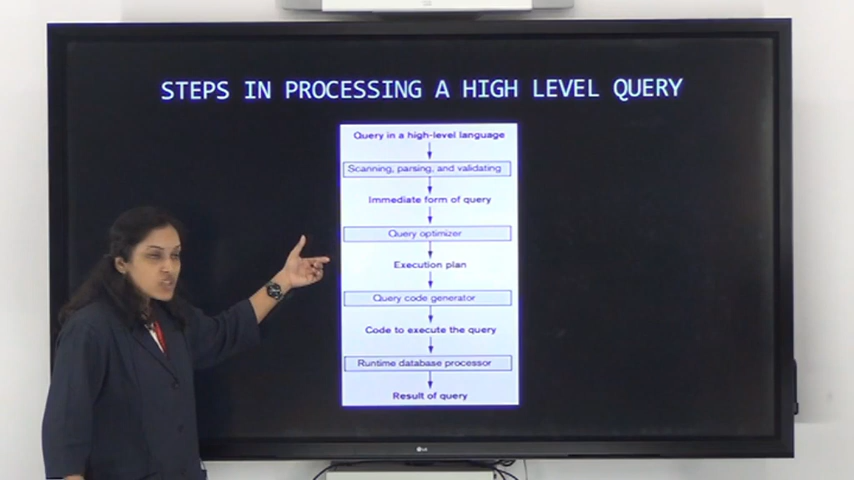 STEPS IN PROCESSING A HIGH LEVEL QUERY
Query in a high-level language
Scanning, parsing, and validating
Immediate form of query
Query optimizer
Execution plan
Query code generator
Code to execute the query
Runtime database processor
Result of query
LG